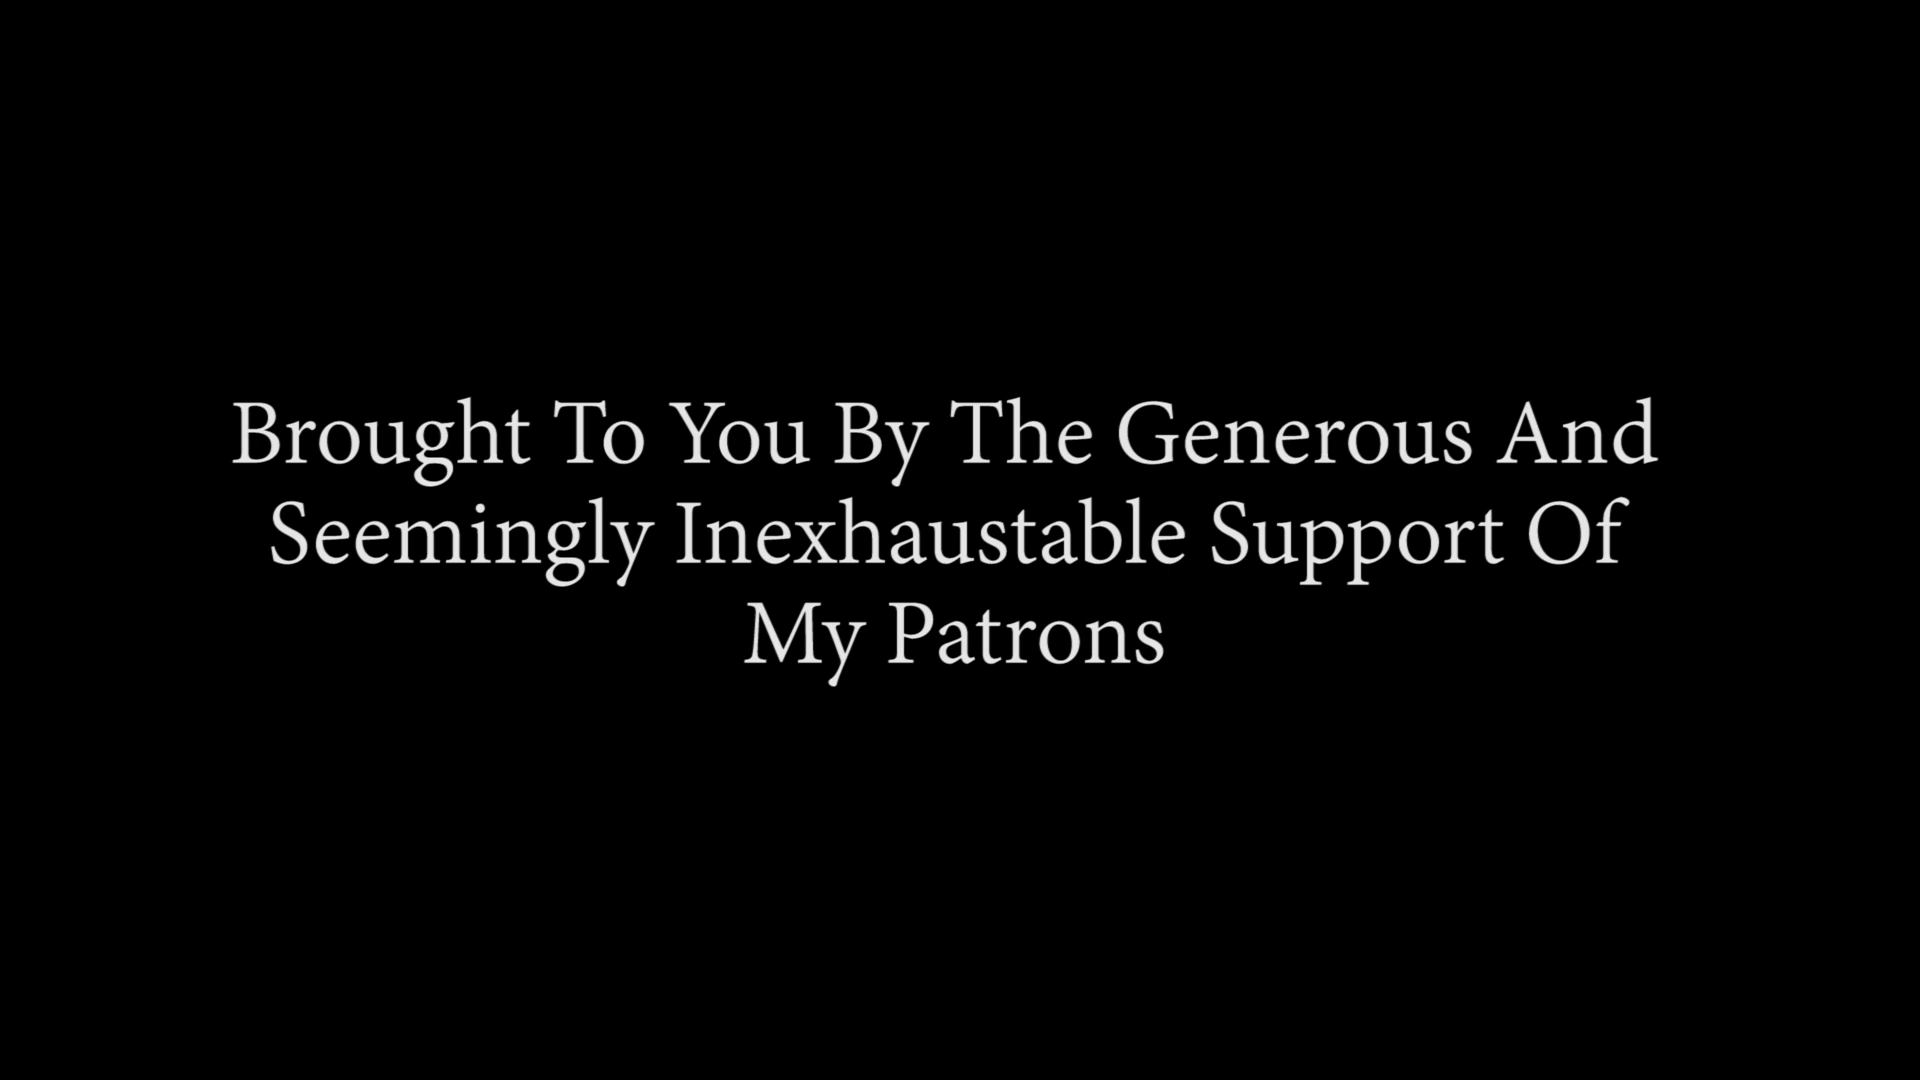 Brought To You By The Generous And
Seemingly Inexhaustable Support Of
My Patrons